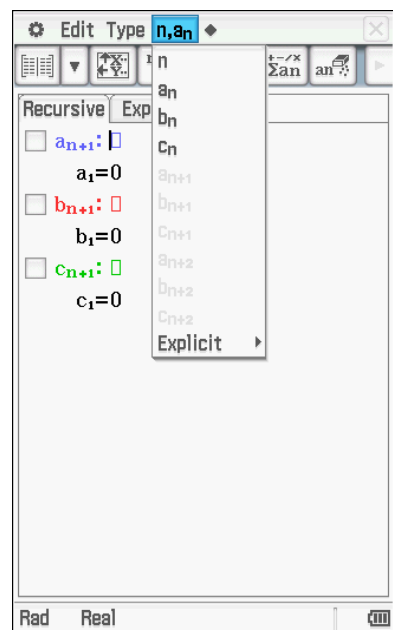 Edit Type n,an
Σan an
Recursive Exp
an+1:
a1=0
bn+1:
b1=0
cn+1:
c1=0
n
an
bn
cn
an+1
bn+1
cn+1
an+2
bn+2
cn+2
Explicit
Rad Real